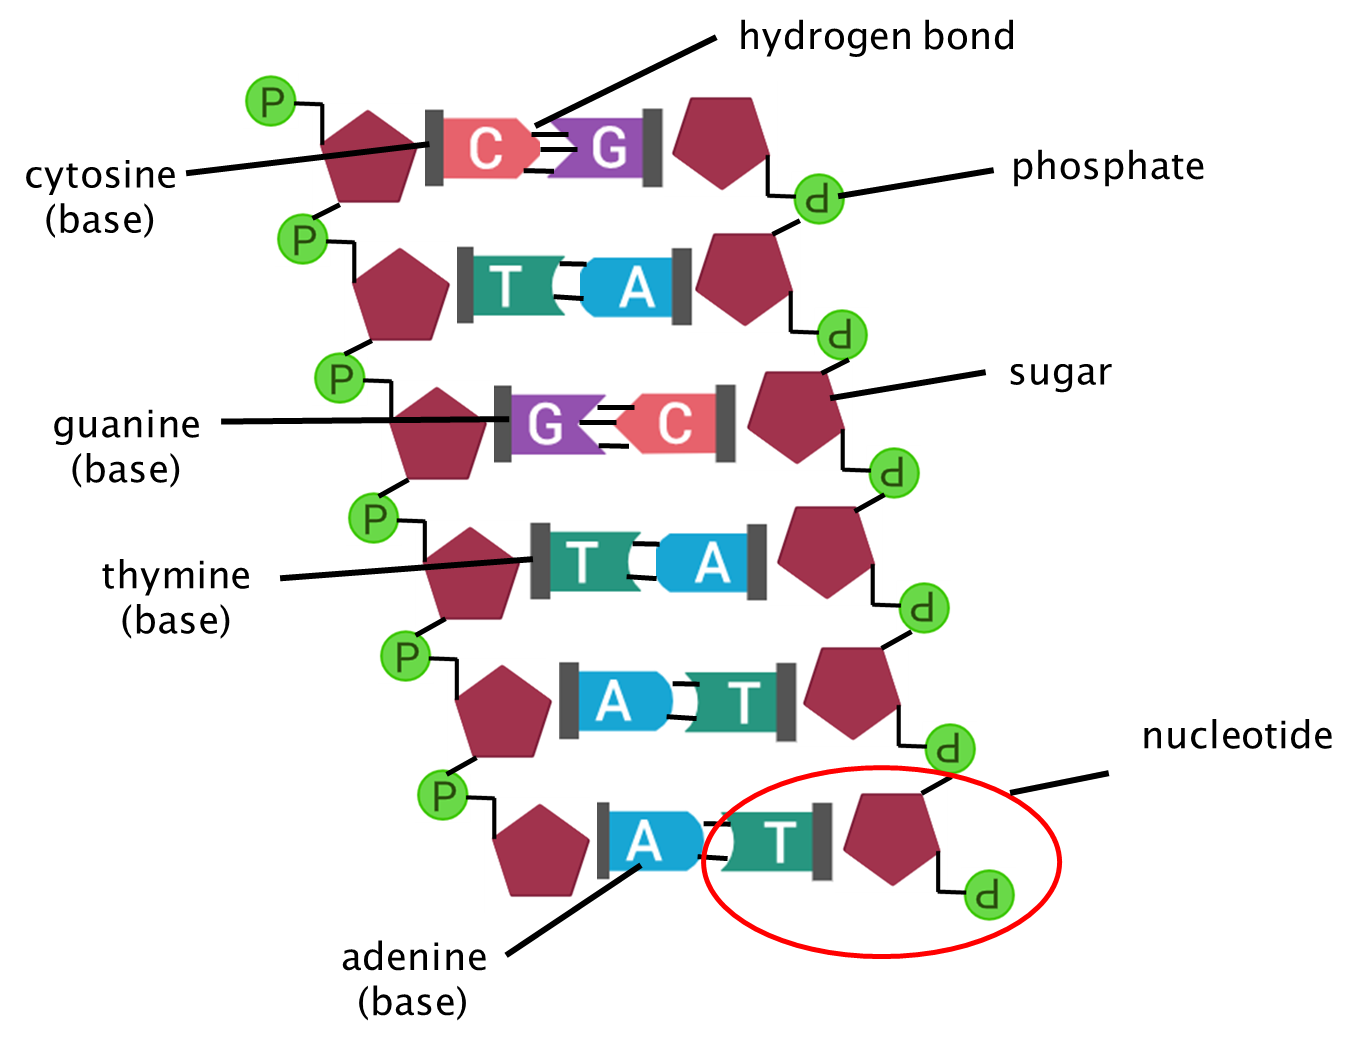 hydrogen bond
P
C G
phosphate
cytosine
(base)
P
P
T A
P
sugar
P
G C
guanine
(base)
P
P
T A
thymine
(base)
P
P
A T
nucleotide
P
P
A T
P
adenine
(base)